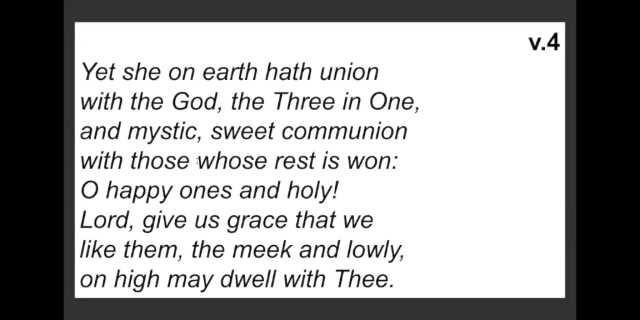 v.4
Yet she on earth hath union
with the God, the Three in One,
and mystic, sweet communion
with those whose rest is won:
O happy ones and holy!
Lord, give us grace that we
like them, the meek and lowly,
on high may dwell with Thee.